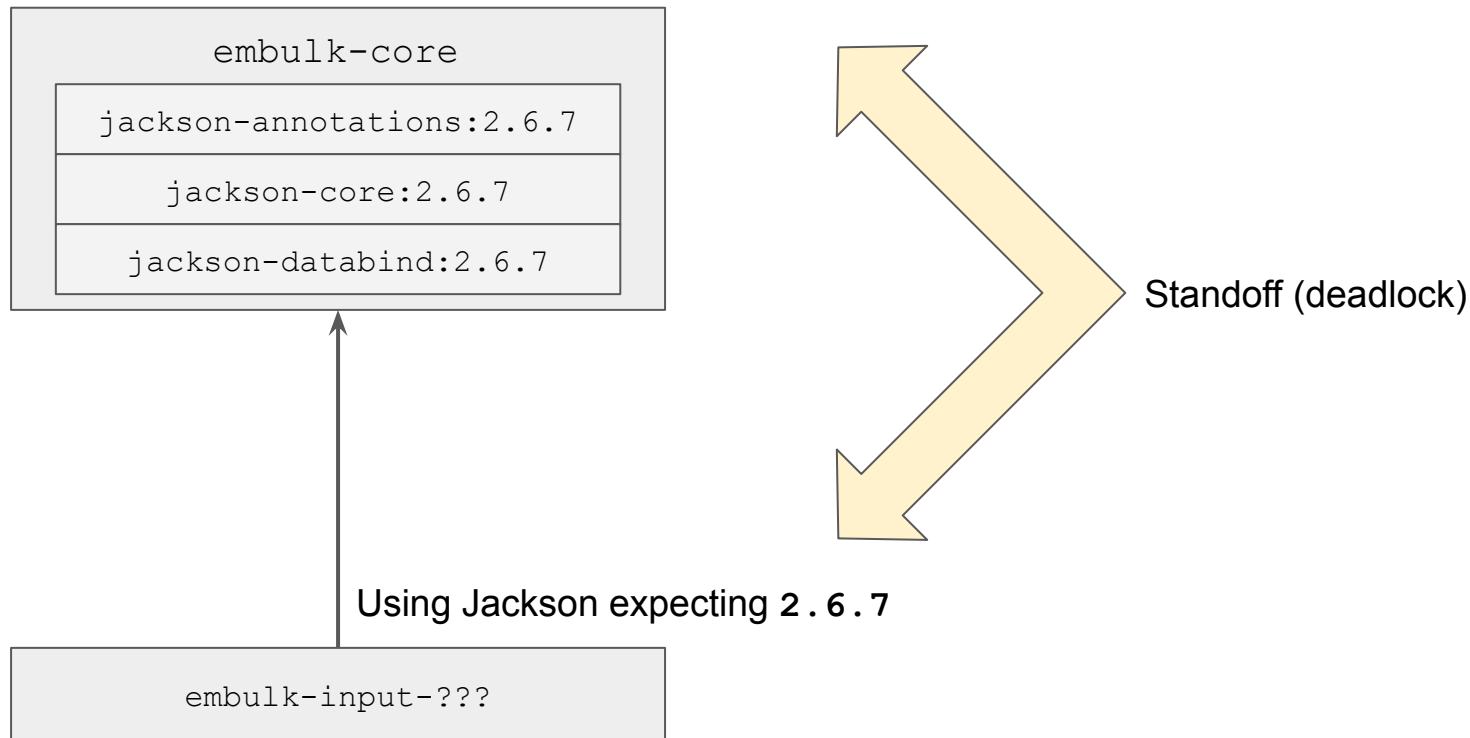 embulk-core
jackson-annotations:2.6.7
jackson-core:2.6.7
jackson-databind:2.6.7
Standoff (deadlock)
Using Jackson expecting 2.6.7
embulk-input-???